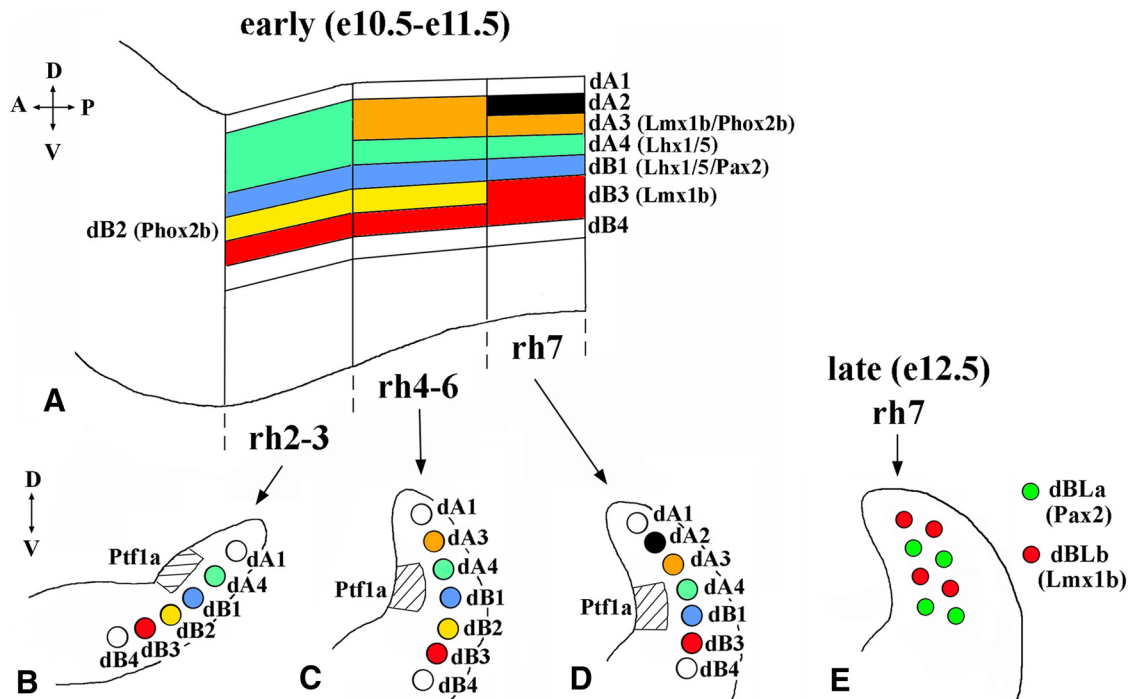 early (e10.5-e11.5)
D
A P
V
dA1
dA2
dA3 (Lmx1b/Phox2b)
dA4 (Lhx1/5)
dB1 (Lhx1/5/Pax2)
dB3 (Lmx1b)
dB4
dB2 (Phox2b)
A
rh2-3
rh4-6
rh7
late (e12.5)
rh7
D
V
Ptf1a
dA1
dA4
dB1
dB2
dB3
dB4
B
Ptf1a
dA1
dA3
dA4
dB1
dB2
dB3
dB4
C
Ptf1a
dA1
dA2
dA3
dA4
dB1
dB3
dB4
D
dBLa
(Pax2)
dBLb
(Lmx1b)
E